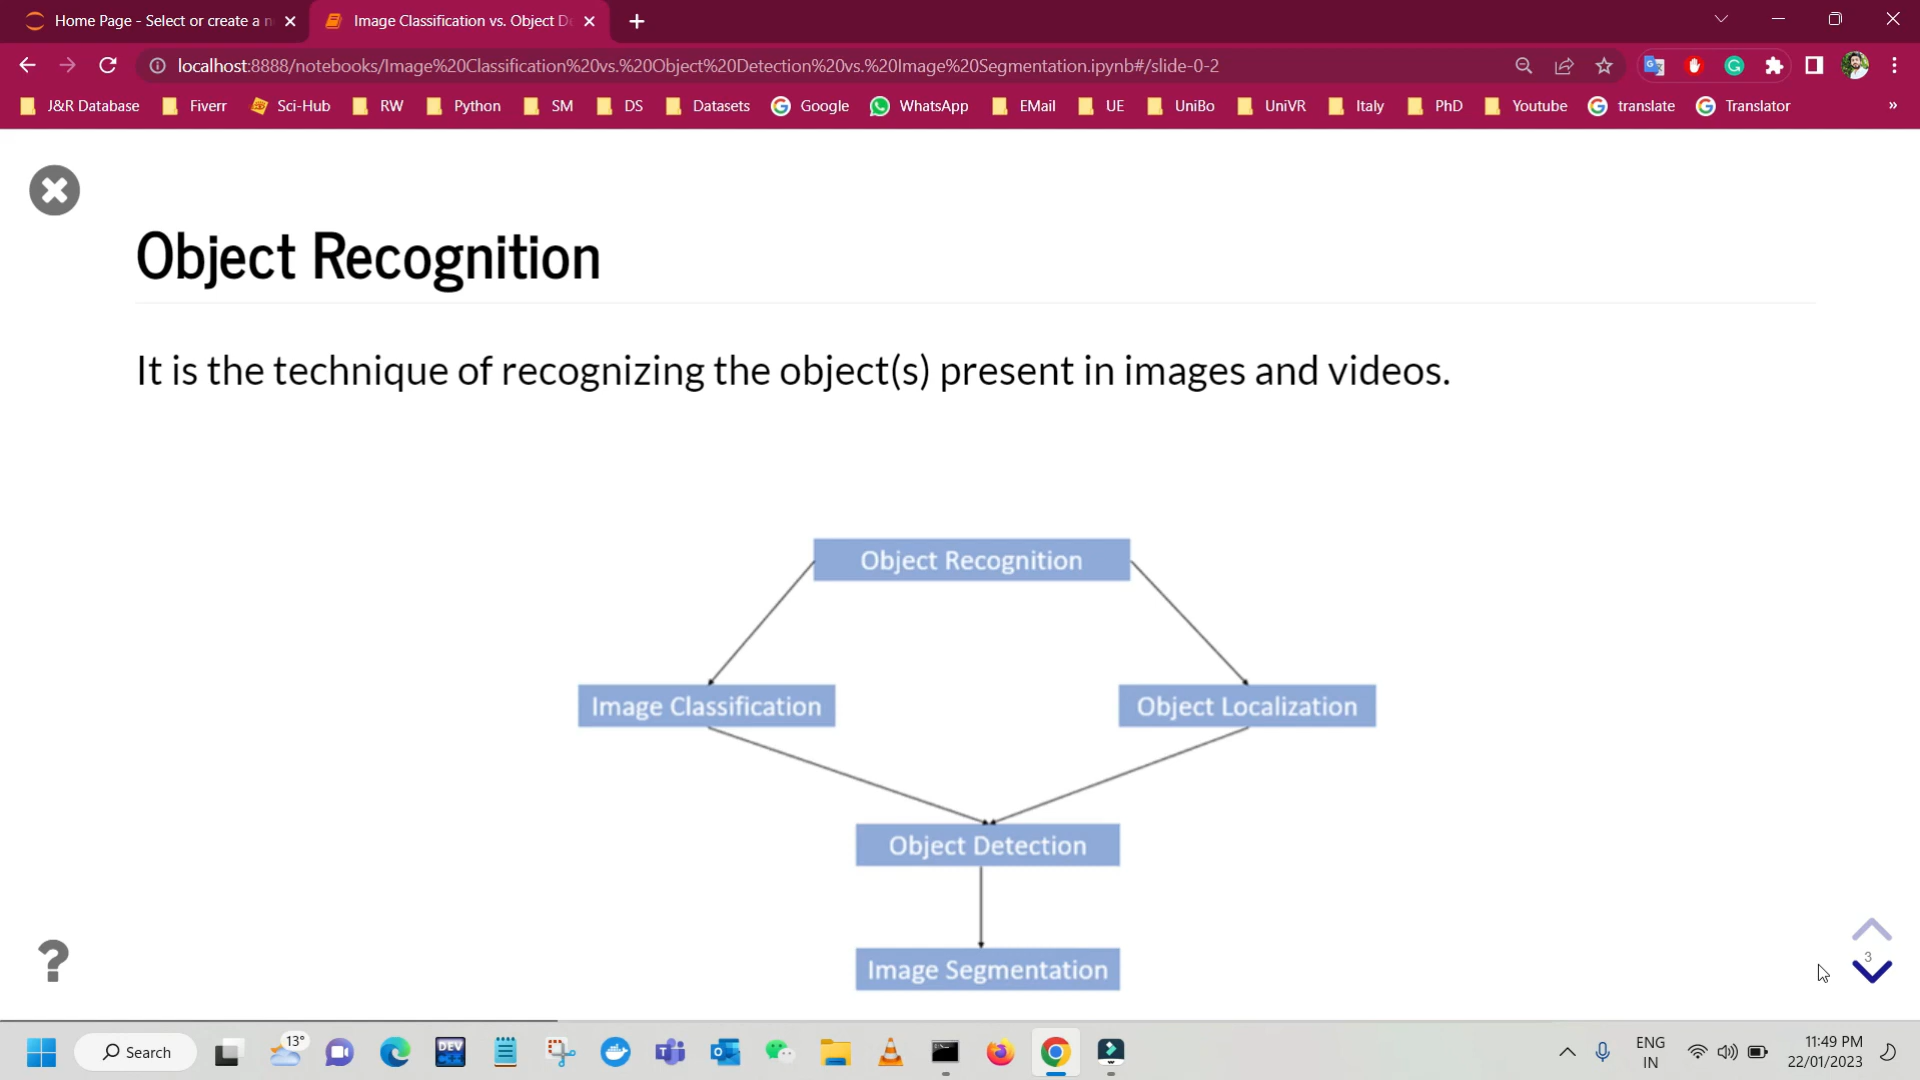 Home Page - Select or create a n
Image Classification vs. Object De
localhost:8888/notebooks/Image%20Classification%20vs.%20Object%20Detection%20vs.%20Image%20Segmentation.ipynb#/slide-0-2
J&R Database Fiverr Sci-Hub RW Python SM DS Datasets Google WhatsApp EMail UE UniBo UniVR Italy PhD Youtube translate Translator »
Object Recognition
It is the technique of recognizing the object(s) present in images and videos.
Object Recognition
Image Classification Object Localization
Object Detection
Image Segmentation
?
3
Search
13°
DEV
C++
ENG
IN
11:49 PM
22/01/2023